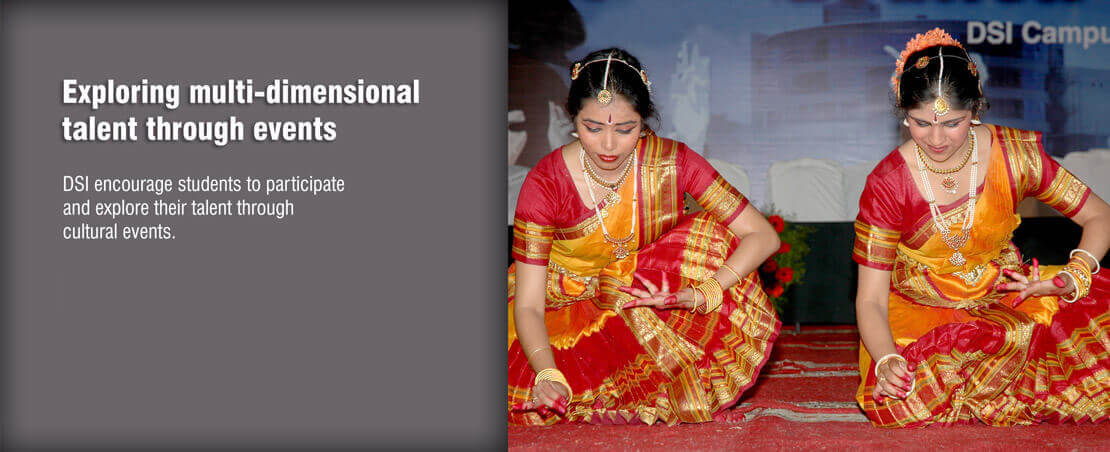 Exploring multi-dimensional
talent through events
DSI encourage students to participate
and explore their talent through
cultural events.
DSI Campu